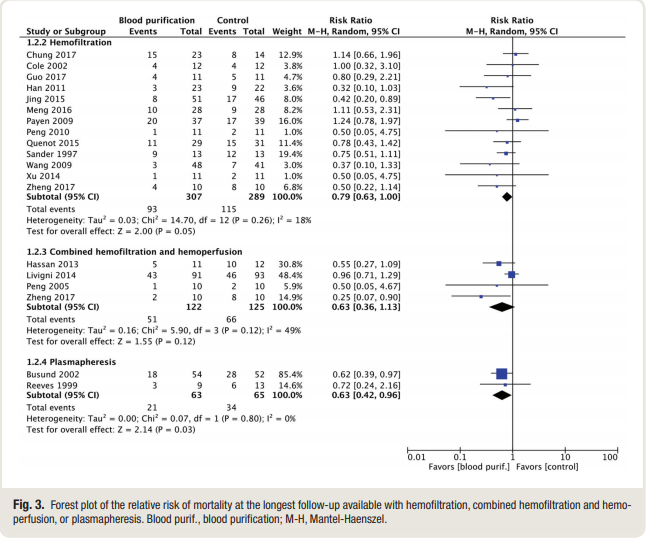 Blood purification Control Risk Ratio Risk Ratio
Study or Subgroup Events Total Events Total Weight M-H, Random, 95% CI M-H, Random, 95% CI
1.2.2 Hemofiltration
Chung 2017 15 23 8 14 12.9% 1.14 [0.66, 1.96]
Cole 2002 4 12 4 12 3.8% 1.00 [0.32, 3.10]
Guo 2017 4 11 5 11 4.7% 0.80 [0.29, 2.21]
Han 2011 3 23 9 22 4.0% 0.32 [0.10, 1.03]
Jing 2015 8 51 17 46 8.6% 0.42 [0.20, 0.89]
Meng 2016 10 28 9 28 8.5% 1.11 [0.53, 2.31]
Payen 2009 20 37 17 39 16.2% 1.24 [0.78, 1.97]
Peng 2010 1 11 2 11 1.0% 0.50 [0.05, 4.75]
Quenot 2015 11 29 15 31 11.9% 0.78 [0.43, 1.42]
Sander 1997 9 13 12 13 19.4% 0.75 [0.51, 1.11]
Wang 2009 3 48 7 41 3.2% 0.37 [0.10, 1.33]
Xu 2014 1 11 2 11 1.0% 0.50 [0.05, 4.75]
Zheng 2017 4 10 8 10 6.8% 0.50 [0.22, 1.14]
Subtotal (95% CI) 307 289 100.0% 0.79 [0.63, 1.00]
Total events 93 115
Heterogeneity: Tau² = 0.03; Chi² = 14.70, df = 12 (P = 0.26); I² = 18%
Test for overall effect: Z = 2.00 (P = 0.05)
1.2.3 Combined hemofiltration and hemoperfusion
Hassan 2013 5 11 10 12 30.8% 0.55 [0.27, 1.09]
Livigni 2014 43 91 46 93 48.4% 0.96 [0.71, 1.29]
Peng 2005 1 10 2 10 5.9% 0.50 [0.05, 4.67]
Zheng 2017 2 10 8 10 14.9% 0.25 [0.07, 0.90]
Subtotal (95% CI) 122 125 100.0% 0.63 [0.36, 1.13]
Total events 51 66
Heterogeneity: Tau² = 0.16; Chi² = 5.90, df = 3 (P = 0.12); I² = 49%
Test for overall effect: Z = 1.55 (P = 0.12)
1.2.4 Plasmapheresis
Busund 2002 18 54 28 52 85.4% 0.62 [0.39, 0.97]
Reeves 1999 3 9 6 13 14.6% 0.72 [0.24, 2.16]
Subtotal (95% CI) 63 65 100.0% 0.63 [0.42, 0.96]
Total events 21 34
Heterogeneity: Tau² = 0.00; Chi² = 0.07, df = 1 (P = 0.80); I² = 0%
Test for overall effect: Z = 2.14 (P = 0.03)
0.01 0.1 1 10 100
Favors [blood purif.] Favors [control]
Fig. 3. Forest plot of the relative risk of mortality at the longest follow-up available with hemofiltration, combined hemofiltration and hemo-
perfusion, or plasmapheresis. Blood purif., blood purification; M-H, Mantel-Haenszel.